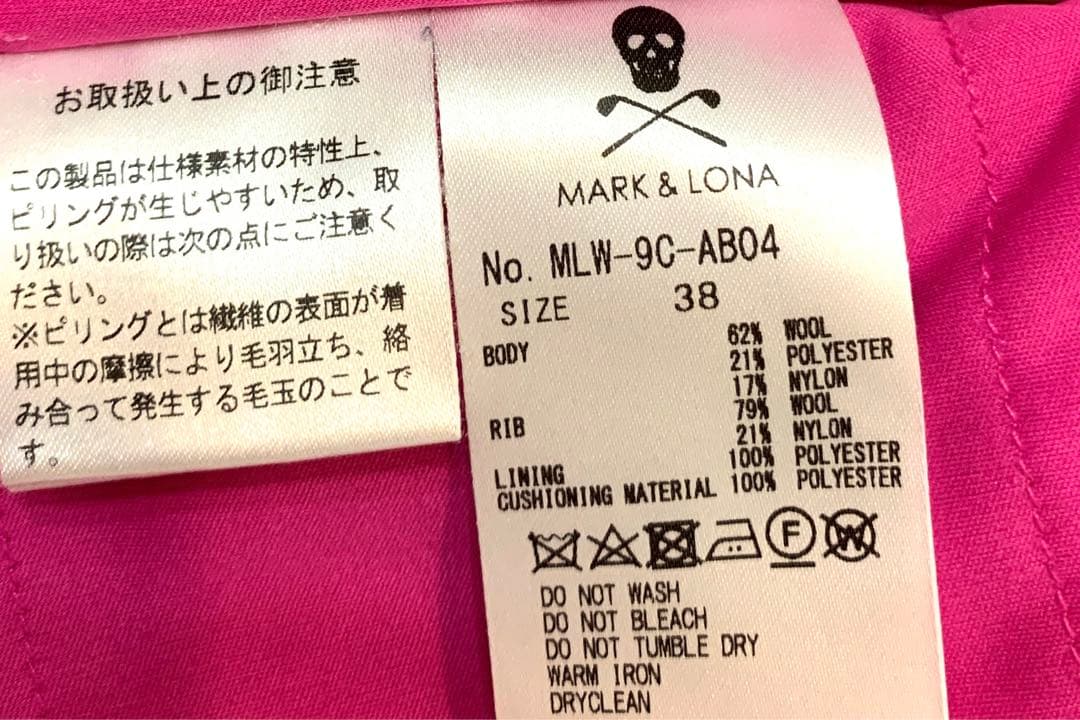 お取扱い上の御注意
この製品は仕様素材の特性上、
ピリングが生じやすいため、取
り扱いの際は次の点にご注意く
ださい。
※ピリングとは繊維の表面が着
用中の摩擦により毛羽立ち、絡
み合って発生する毛玉のことで
す。
MARK & LONA
No. MLW-9C-AB04
SIZE 38
BODY 62% WOOL
21% POLYESTER
17% NYLON
RIB 79% WOOL
21% NYLON
LINING 100% POLYESTER
CUSHIONING MATERIAL 100% POLYESTER
F W
DO NOT WASH
DO NOT BLEACH
DO NOT TUMBLE DRY
WARM IRON
DRYCLEAN